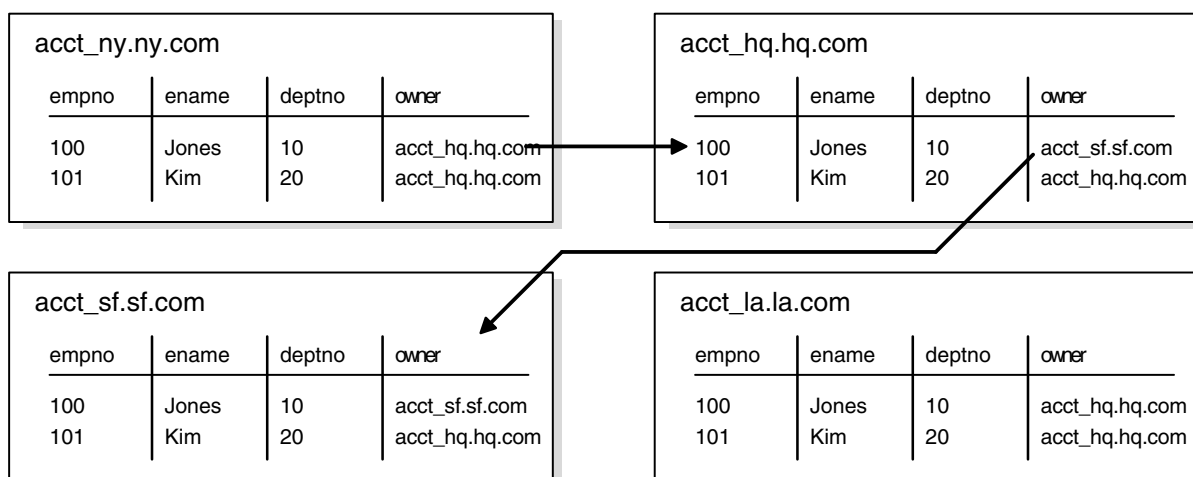 acct_ny.ny.com
empno ename deptno owner
100 Jones 10 acct_hq.hq.com
101 Kim 20 acct_hq.hq.com
acct_hq.hq.com
empno ename deptno owner
100 Jones 10 acct_sf.sf.com
101 Kim 20 acct_hq.hq.com
acct_sf.sf.com
empno ename deptno owner
100 Jones 10 acct_sf.sf.com
101 Kim 20 acct_hq.hq.com
acct_la.la.com
empno ename deptno owner
100 Jones 10 acct_hq.hq.com
101 Kim 20 acct_hq.hq.com